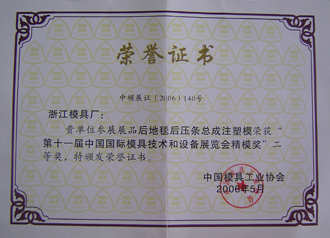 荣誉证书
中模展证(2006)140号
浙江模具厂：
贵单位参展展品后地毯后压条总成注塑模荣获“
第十一届中国国际模具技术和设备展览会精模奖”二
等奖，特颁发荣誉证书。
中国模具工业协会
2006年5月